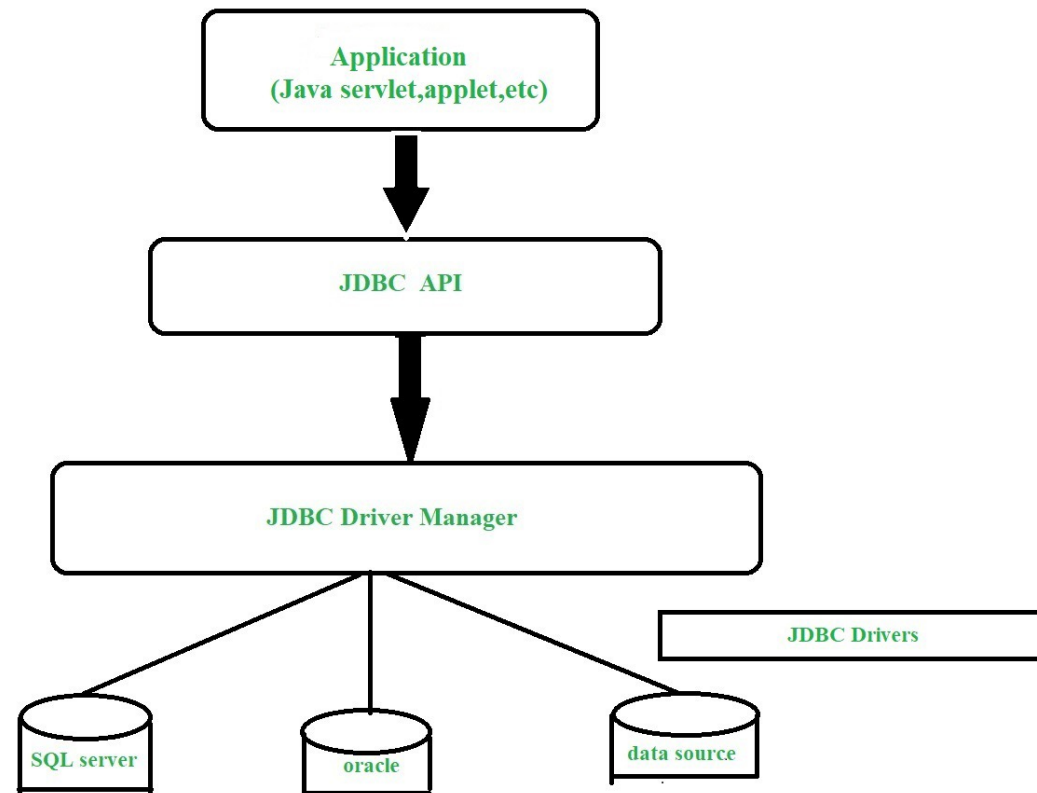 Application
(Java servlet,applet,etc)
JDBC API
JDBC Driver Manager
JDBC Drivers
SQL server
oracle
data source